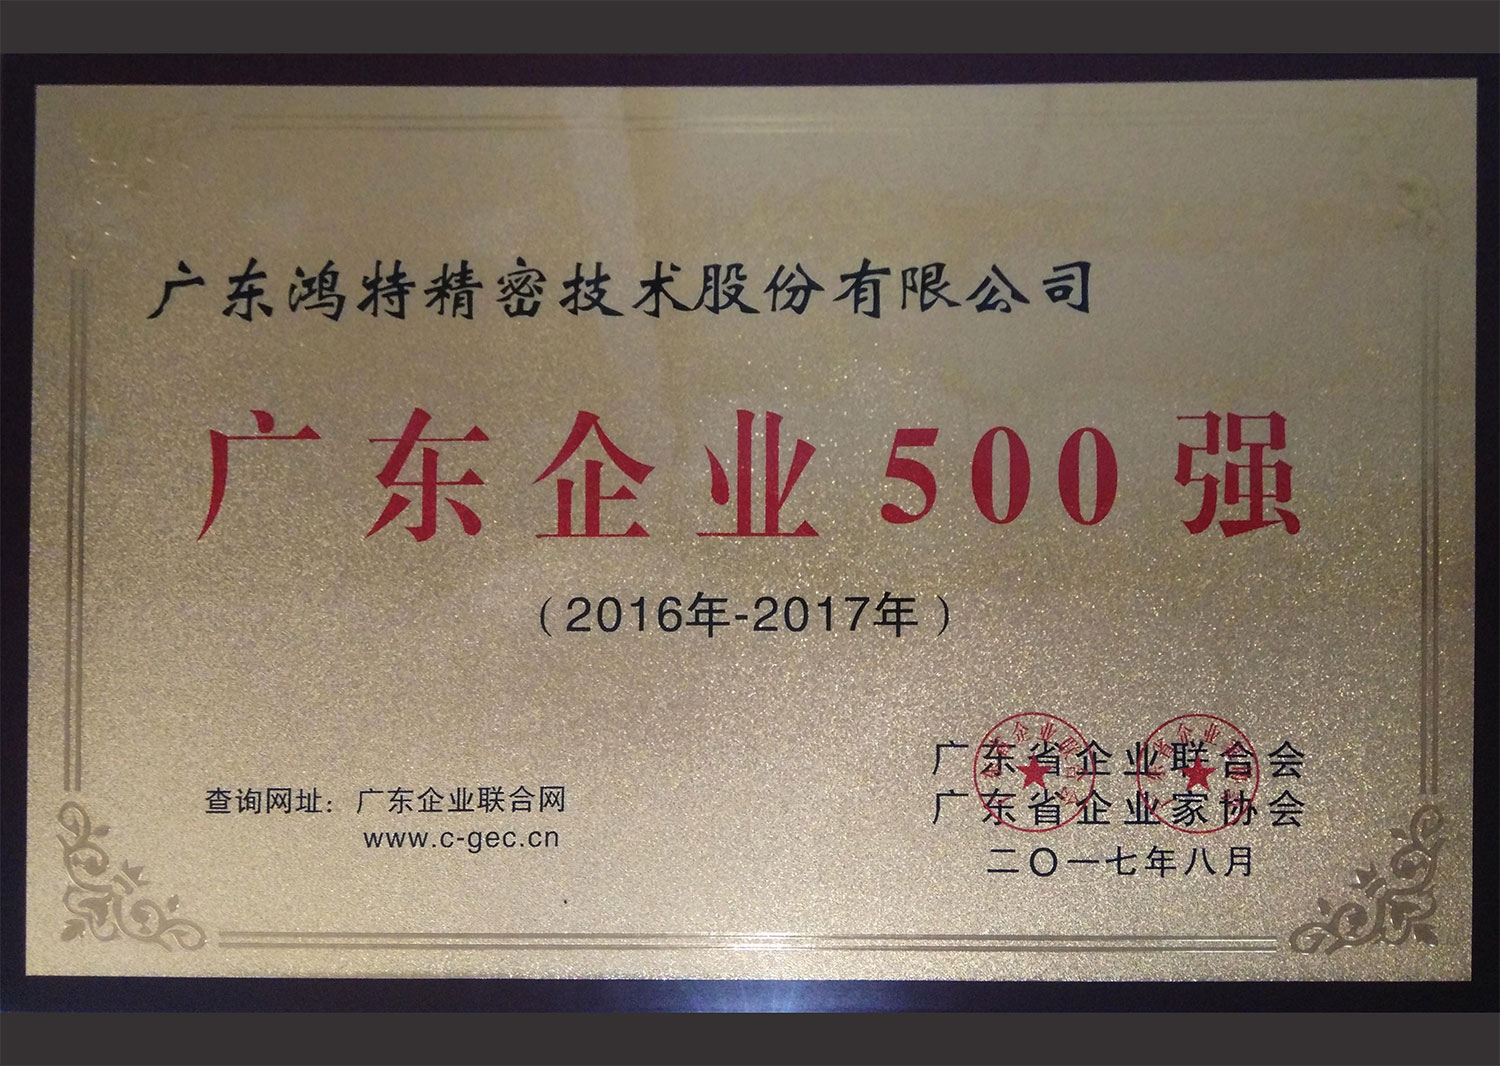 广东鸿特精密技术股份有限公司
广东企业500强
（2016年-2017年）
广东省企业联合会
广东省企业家协会
二〇一七年八月
查询网址：广东企业联合网
www.c-gec.cn